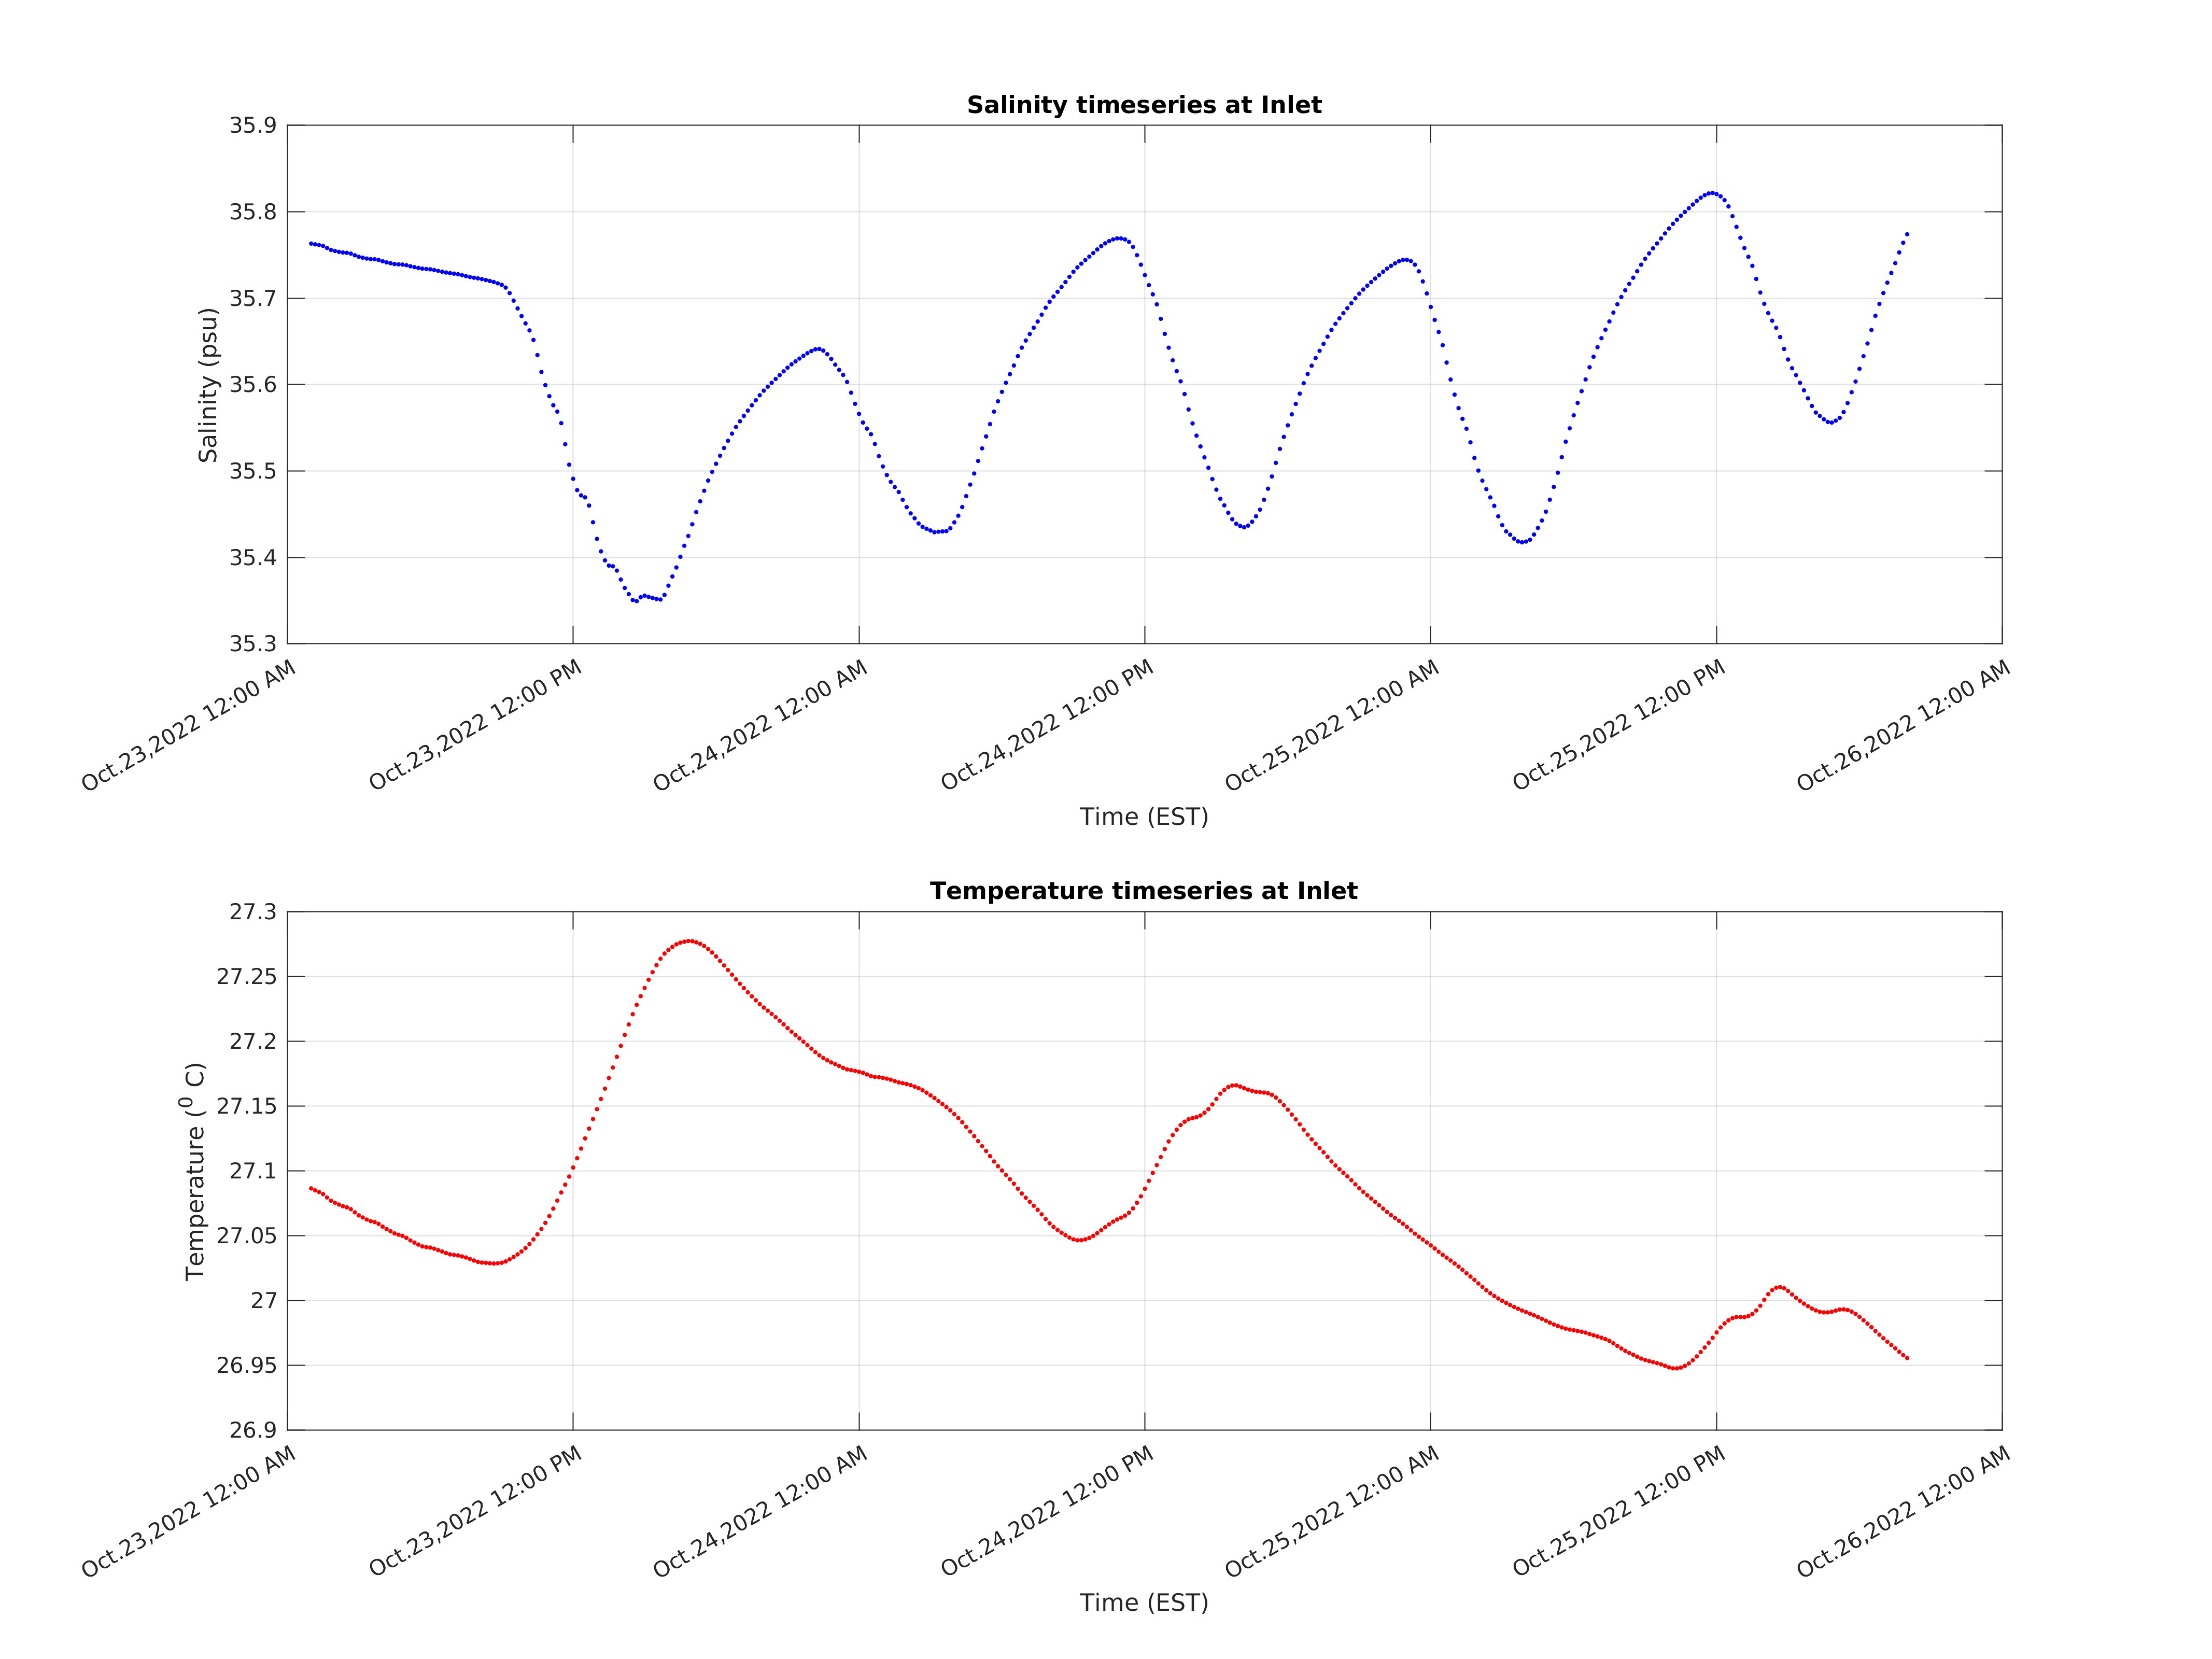 Salinity timeseries at Inlet
35.9
35.8
35.7
35.6
35.5
35.4
35.3
Salinity (psu)
Oct.23,2022 12:00 AM
Oct.23,2022 12:00 PM
Oct.24,2022 12:00 AM
Oct.24,2022 12:00 PM
Oct.25,2022 12:00 AM
Oct.25,2022 12:00 PM
Oct.26,2022 12:00 AM
Time (EST)
Temperature timeseries at Inlet
27.3
27.25
27.2
27.15
27.1
27.05
27
26.95
26.9
Temperature (⁰ C)
Oct.23,2022 12:00 AM
Oct.23,2022 12:00 PM
Oct.24,2022 12:00 AM
Oct.24,2022 12:00 PM
Oct.25,2022 12:00 AM
Oct.25,2022 12:00 PM
Oct.26,2022 12:00 AM
Time (EST)